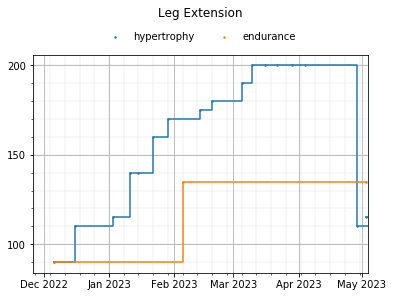 Leg Extension
hypertrophy endurance
200
150
100
Dec 2022 Jan 2023 Feb 2023 Mar 2023 Apr 2023 May 2023